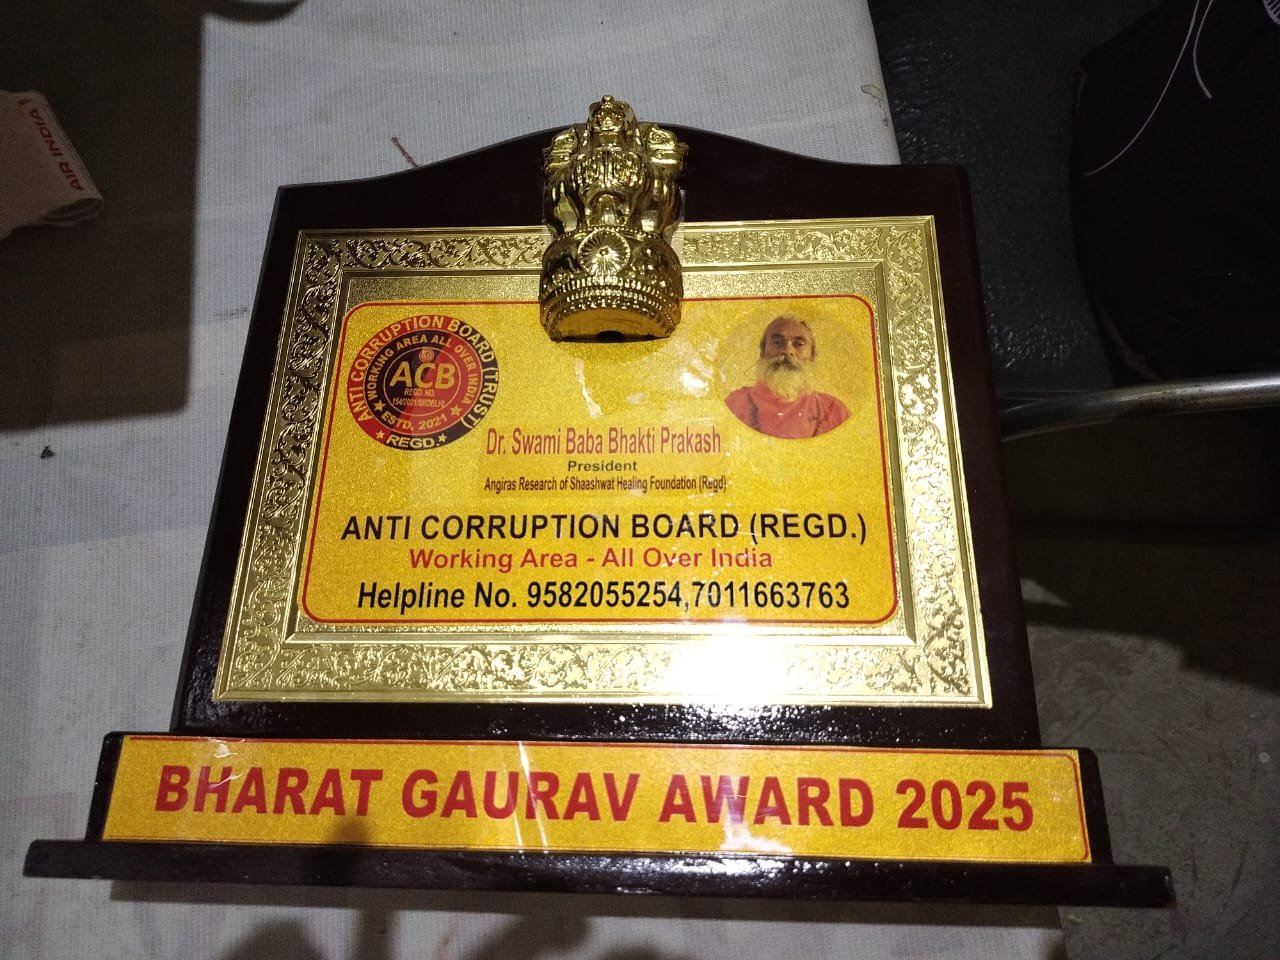 AIR INDIA
ANTI CORRUPTION BOARD (TRUST)
WORKING AREA ALL OVER INDIA
ACB
REGD. NO.
ESTD. 2021
★ REGD. ★
Dr. Swami Baba Bhakti Prakash
President
Angiras Research of Shaashwat Healing Foundation (Regd)
ANTI CORRUPTION BOARD (REGD.)
Working Area - All Over India
Helpline No. 9582055254,7011663763
BHARAT GAURAV AWARD 2025